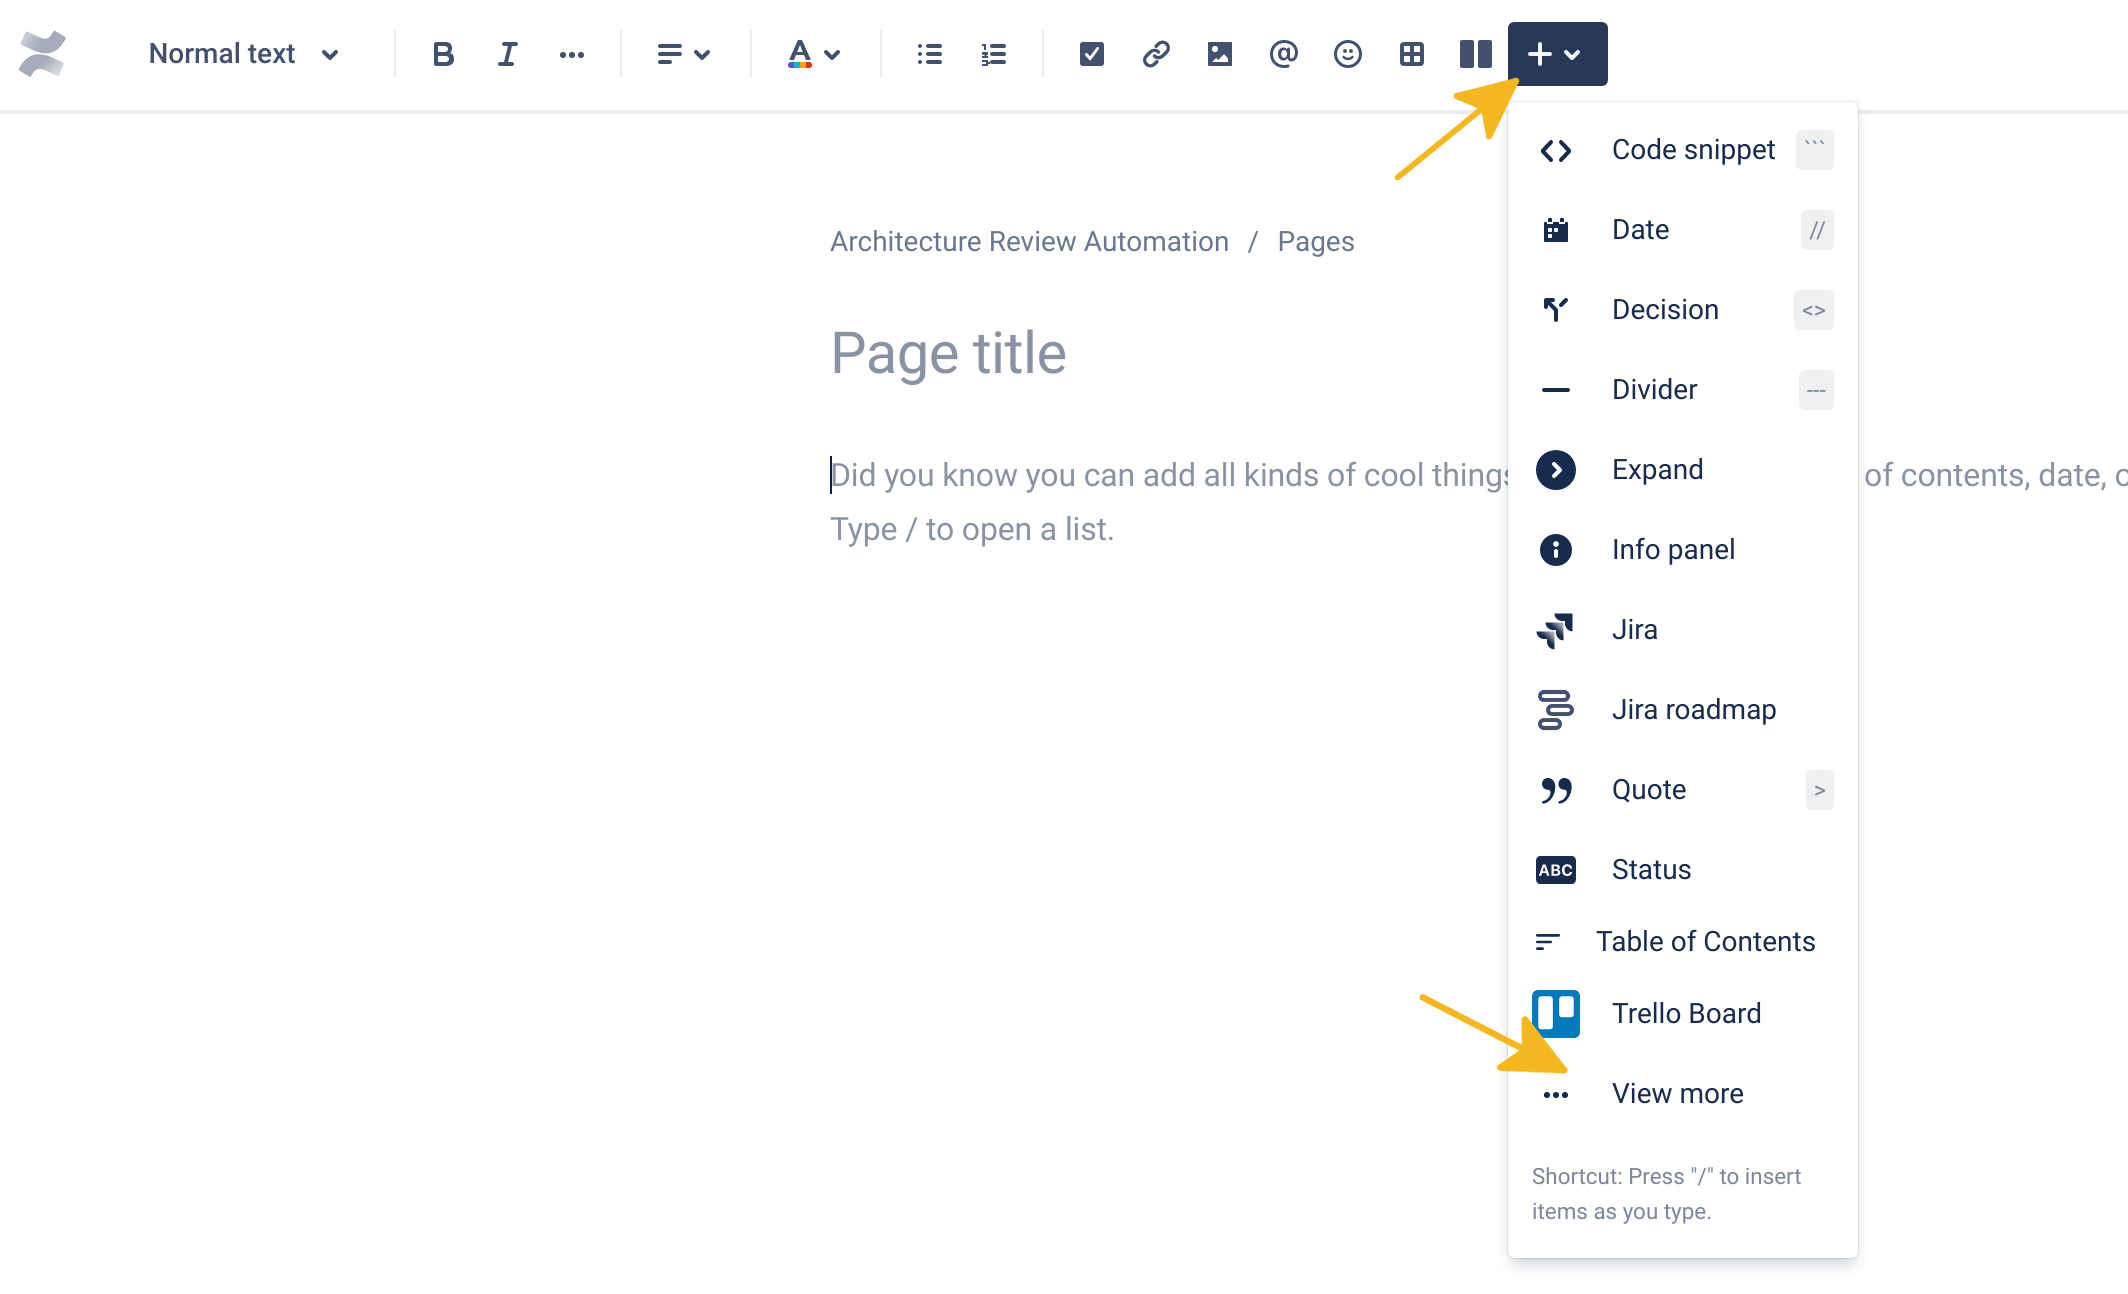 Normal text
Architecture Review Automation / Pages
Page title
Did you know you can add all kinds of cool things of contents, date, 
Type / to open a list.
Code snippet ```
Date //
Decision <>
Divider ---
Expand
Info panel
Jira
Jira roadmap
Quote >
ABC Status
Table of Contents
Trello Board
View more
Shortcut: Press "/" to insert
items as you type.